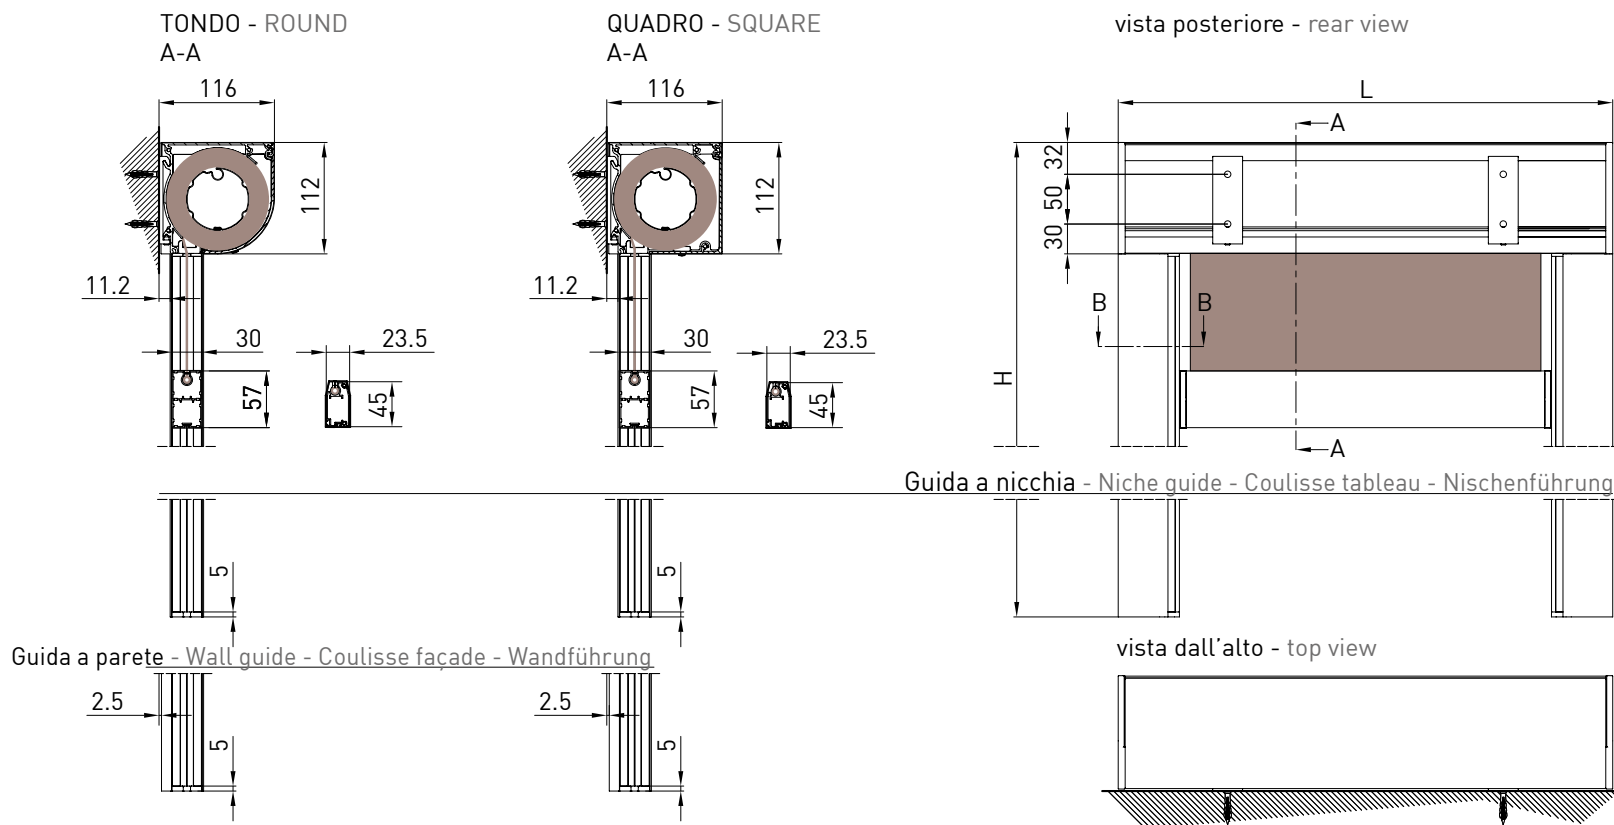 TONDO - ROUND
A-A
116
112
11.2
30
23.5
57
45
5
QUADRO - SQUARE
A-A
116
112
11.2
30
23.5
57
45
5
vista posteriore - rear view
L
A
32
50
30
B
B
H
A
Guida a nicchia - Niche guide - Coulisse tableau - Nischenführung
Guida a parete - Wall guide - Coulisse façade - Wandführung
2.5
5
2.5
5
vista dall'alto - top view